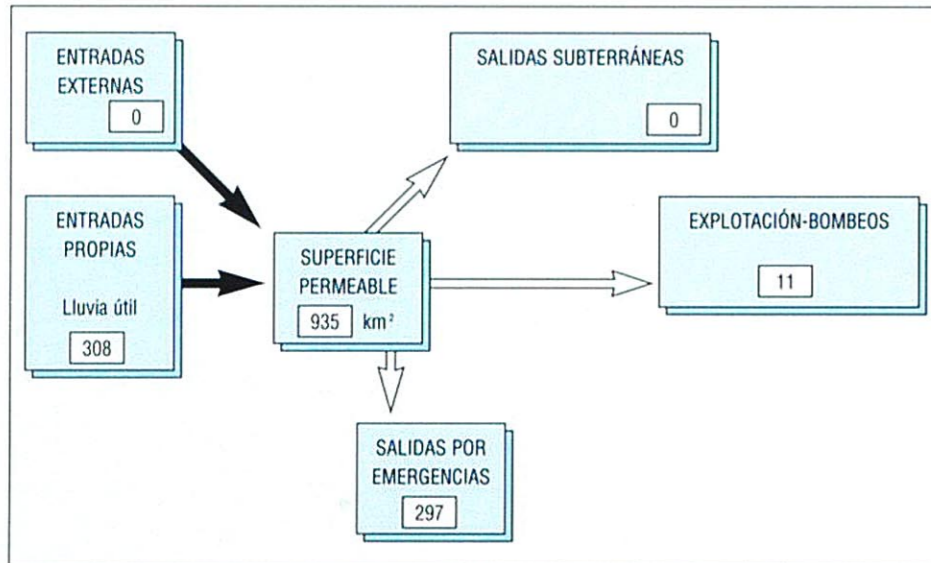 ENTRADAS
EXTERNAS
0
SALIDAS SUBTERRÁNEAS
0
ENTRADAS
PROPIAS
Lluvia útil
308
SUPERFICIE
PERMEABLE
935 km²
EXPLOTACIÓN-BOMBEOS
11
SALIDAS POR
EMERGENCIAS
297